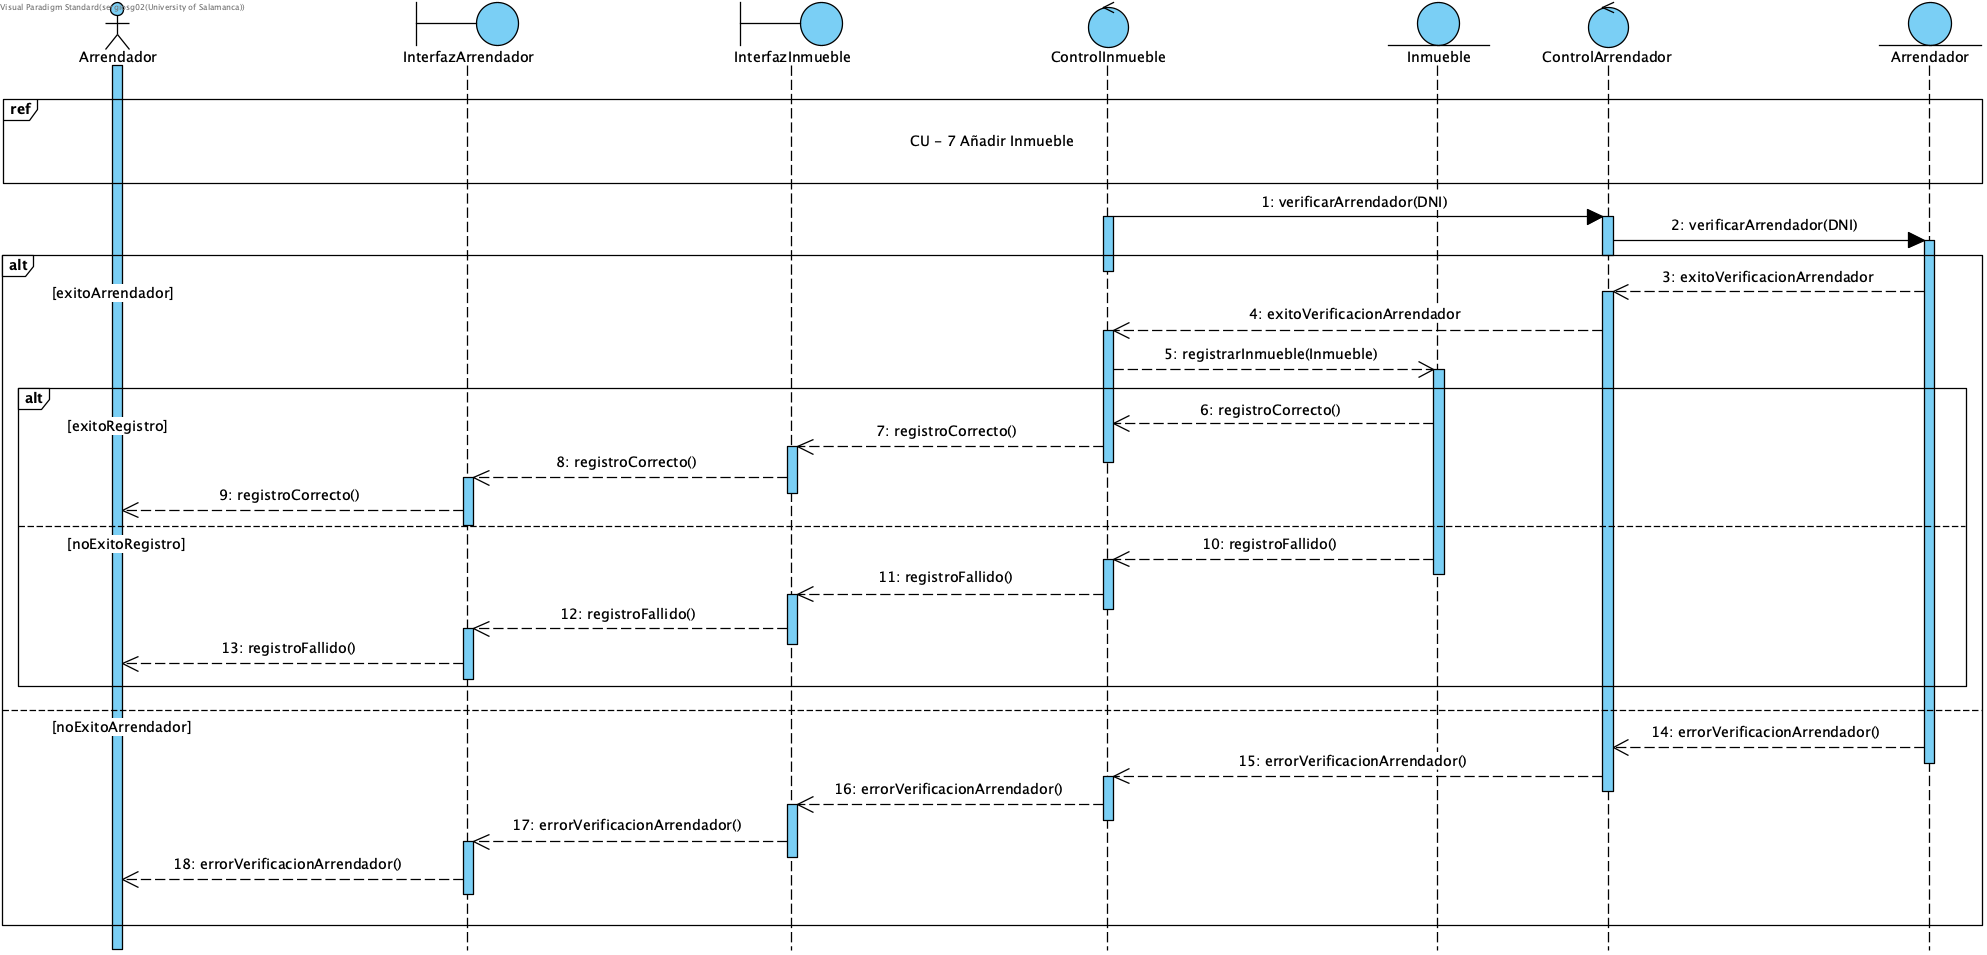 Visual Paradigm Standard(sergiosg02(University of Salamanca))
Arrendador
InterfazArrendador
InterfazInmueble
ControlInmueble
Inmueble
ControlArrendador
Arrendador
ref
CU - 7 Añadir Inmueble
1: verificarArrendador(DNI)
2: verificarArrendador(DNI)
alt
[exitoArrendador]
3: exitoVerificacionArrendador
4: exitoVerificacionArrendador
5: registrarInmueble(Inmueble)
alt
[exitoRegistro]
6: registroCorrecto()
7: registroCorrecto()
8: registroCorrecto()
9: registroCorrecto()
[noExitoRegistro]
10: registroFallido()
11: registroFallido()
12: registroFallido()
13: registroFallido()
[noExitoArrendador]
14: errorVerificacionArrendador()
15: errorVerificacionArrendador()
16: errorVerificacionArrendador()
17: errorVerificacionArrendador()
18: errorVerificacionArrendador()